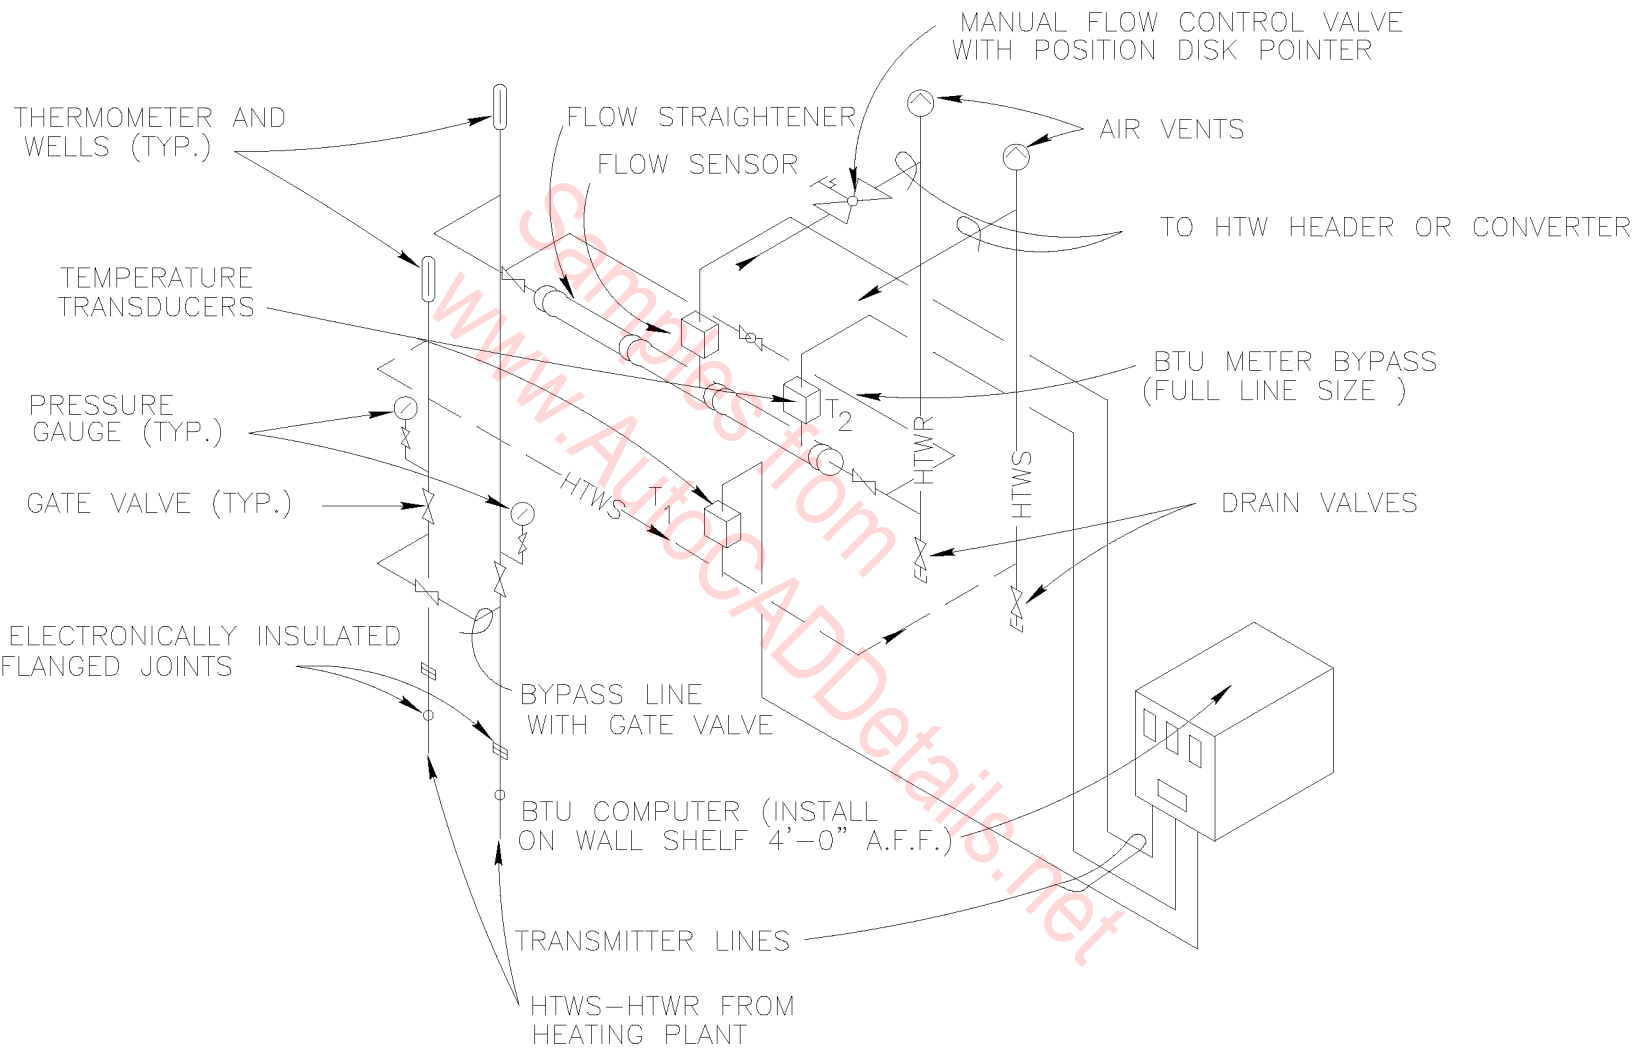 MANUAL FLOW CONTROL VALVE
WITH POSITION DISK POINTER
THERMOMETER AND
WELLS (TYP.)
FLOW STRAIGHTENER
AIR VENTS
FLOW SENSOR
TO HTW HEADER OR CONVERTER
TEMPERATURE
TRANSDUCERS
BTU METER BYPASS
(FULL LINE SIZE )
PRESSURE
GAUGE (TYP.)
T2
HTWR
HTWS
HTWS
T1
GATE VALVE (TYP.)
DRAIN VALVES
ELECTRONICALLY INSULATED
FLANGED JOINTS
BYPASS LINE
WITH GATE VALVE
BTU COMPUTER (INSTALL
ON WALL SHELF 4'-0" A.F.F.)
TRANSMITTER LINES
HTWS-HTWR FROM
HEATING PLANT
Samples from
www.AutoCADDetails.net